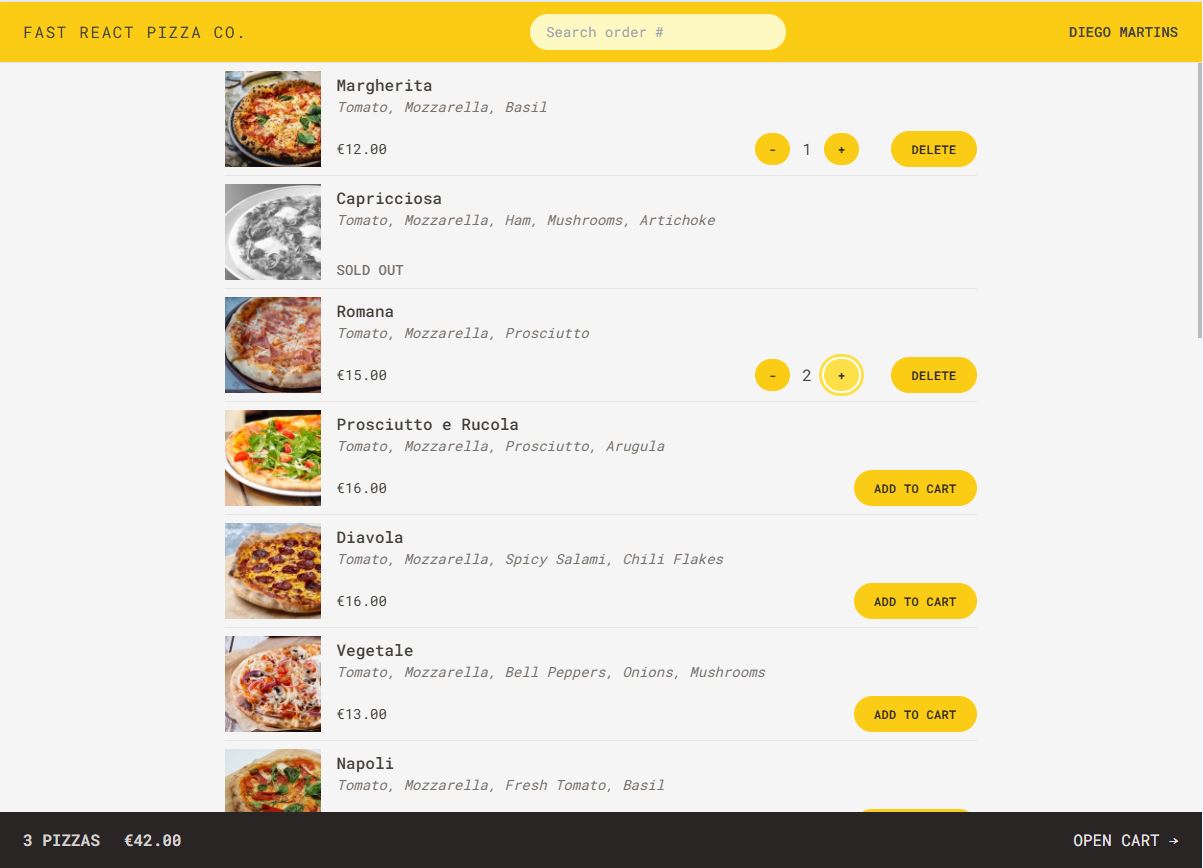 FAST REACT PIZZA CO.
Search order #
DIEGO MARTINS
Margherita
Tomato, Mozzarella, Basil
€12.00
- 1 + DELETE
Capricciosa
Tomato, Mozzarella, Ham, Mushrooms, Artichoke
SOLD OUT
Romana
Tomato, Mozzarella, Prosciutto
€15.00
- 2 + DELETE
Prosciutto e Rucola
Tomato, Mozzarella, Prosciutto, Arugula
€16.00
ADD TO CART
Diavola
Tomato, Mozzarella, Spicy Salami, Chili Flakes
€16.00
ADD TO CART
Vegetale
Tomato, Mozzarella, Bell Peppers, Onions, Mushrooms
€13.00
ADD TO CART
Napoli
Tomato, Mozzarella, Fresh Tomato, Basil
3 PIZZAS €42.00
OPEN CART →